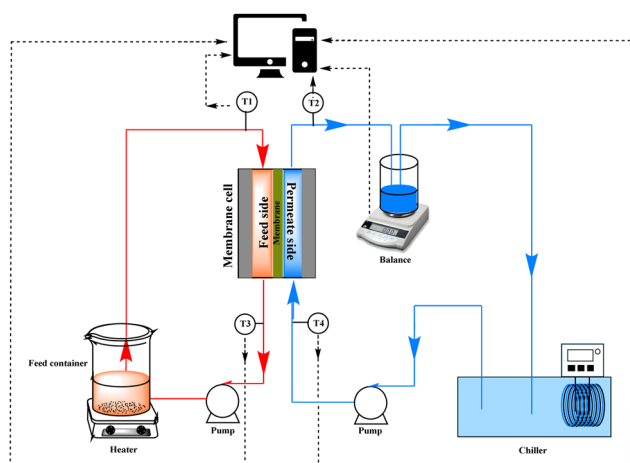 T1
T2
Membrane cell
Feed side
Membrane
Permeate side
Balance
T3
T4
Feed container
Pump
Pump
Heater
Chiller